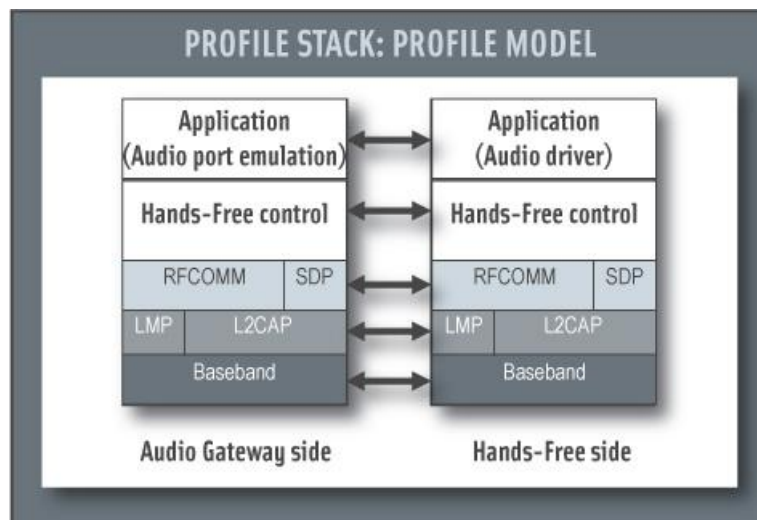 PROFILE STACK: PROFILE MODEL
Application
(Audio port emulation)
Application
(Audio driver)
Hands-Free control
Hands-Free control
RFCOMM
SDP
RFCOMM
SDP
LMP
L2CAP
LMP
L2CAP
Baseband
Baseband
Audio Gateway side
Hands-Free side